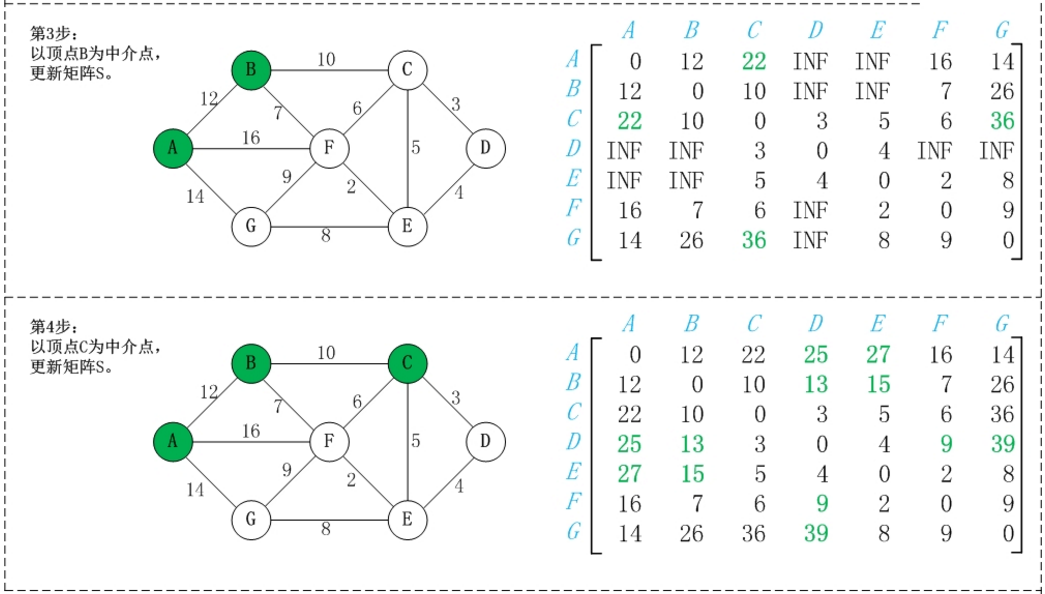 第3步：
以顶点B为中介点，
更新矩阵S。
B
10
C
12
7
6
3
A
16
F
5
D
14
9
2
4
G
8
E
A B C D E F G
A 0 12 22 INF INF 16 14
B 12 0 10 INF INF 7 26
C 22 10 0 3 5 6 36
D INF INF 3 0 4 INF INF
E INF INF 5 4 0 2 8
F 16 7 6 INF 2 0 9
G 14 26 36 INF 8 9 0
第4步：
以顶点C为中介点，
更新矩阵S。
B
10
C
12
7
6
3
A
16
F
5
D
14
9
2
4
G
8
E
A B C D E F G
A 0 12 22 25 27 16 14
B 12 0 10 13 15 7 26
C 22 10 0 3 5 6 36
D 25 13 3 0 4 9 39
E 27 15 5 4 0 2 8
F 16 7 6 9 2 0 9
G 14 26 36 39 8 9 0